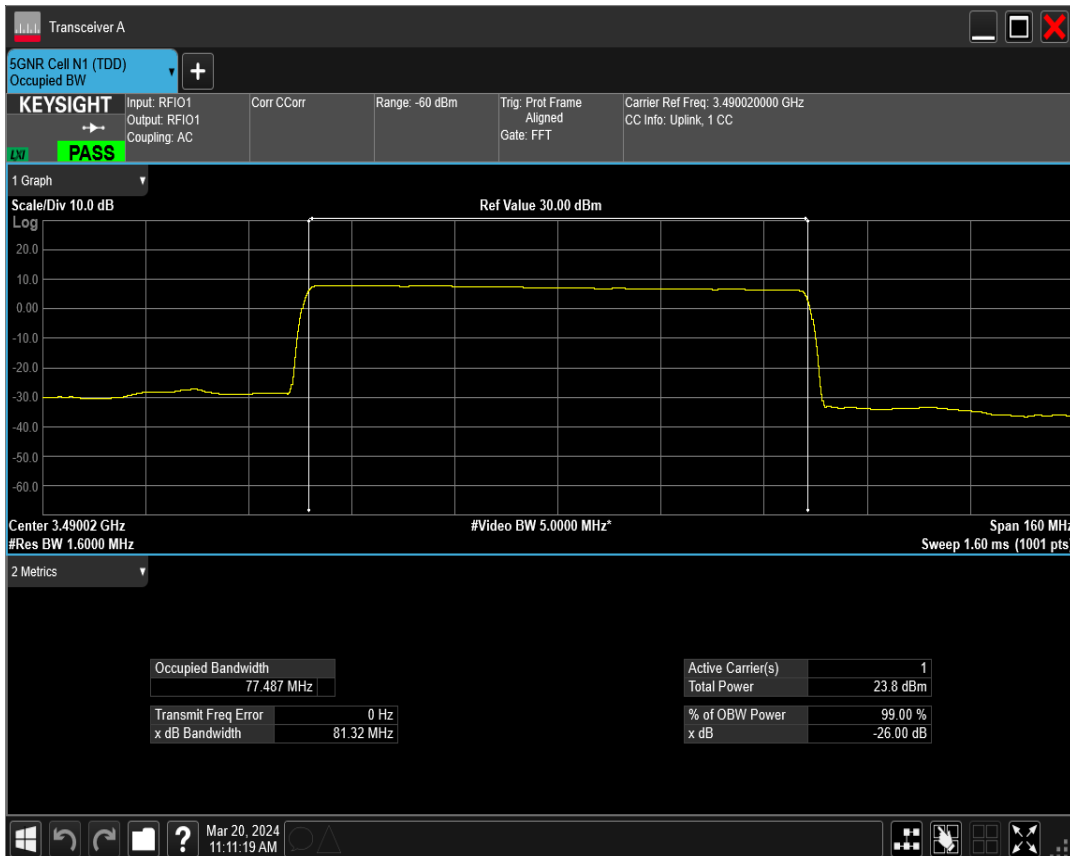 Transceiver A
5GNR Cell N1 (TDD)
Occupied BW
KEYSIGHT
LXI
PASS
Input: RFIO1
Output: RFIO1
Coupling: AC
Corr CCorr
Range: -60 dBm
Trig: Prot Frame
Aligned
Gate: FFT
Carrier Ref Freq: 3.490020000 GHz
CC Info: Uplink, 1 CC
1 Graph
Scale/Div 10.0 dB
Ref Value 30.00 dBm
Log
20.0
10.0
0.00
-10.0
-20.0
-30.0
-40.0
-50.0
-60.0
Center 3.49002 GHz
#Video BW 5.0000 MHz*
Span 160 MHz
#Res BW 1.6000 MHz
Sweep 1.60 ms (1001 pts)
2 Metrics
Occupied Bandwidth
77.487 MHz
Transmit Freq Error 0 Hz
x dB Bandwidth 81.32 MHz
Active Carrier(s) 1
Total Power 23.8 dBm
% of OBW Power 99.00 %
x dB -26.00 dB
Mar 20, 2024
11:11:19 AM